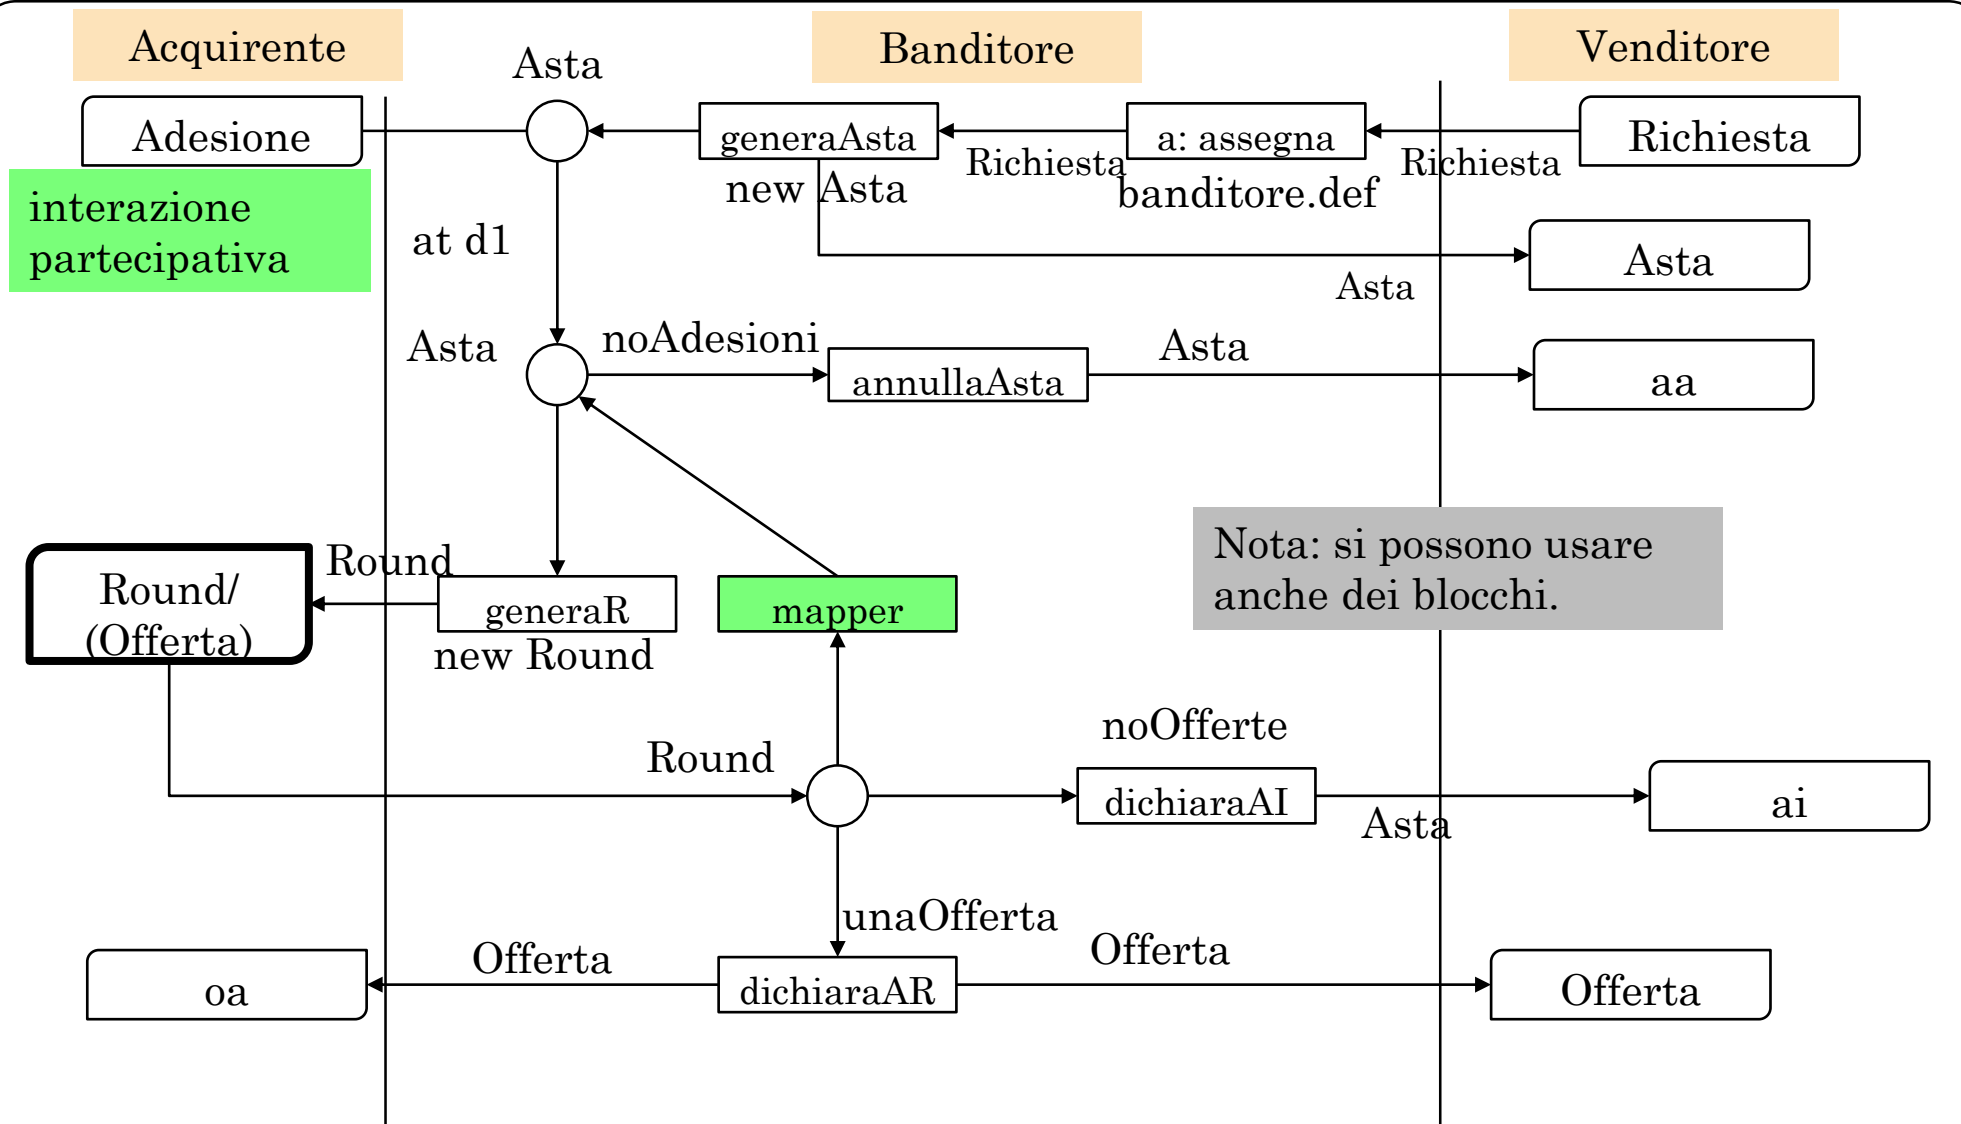 Acquirente
Asta
Banditore
Venditore
Adesione
generaAsta
a: assegna
Richiesta
Richiesta
Richiesta
new Asta
banditore.def
interazione
partecipativa
at d1
Asta
Asta
Asta
noAdesioni
annullaAsta
Asta
aa
Round/
(Offerta)
Round
generaR
new Round
mapper
Nota: si possono usare
anche dei blocchi.
Round
noOfferte
dichiaraAI
Asta
ai
unaOfferta
oa
Offerta
dichiaraAR
Offerta
Offerta